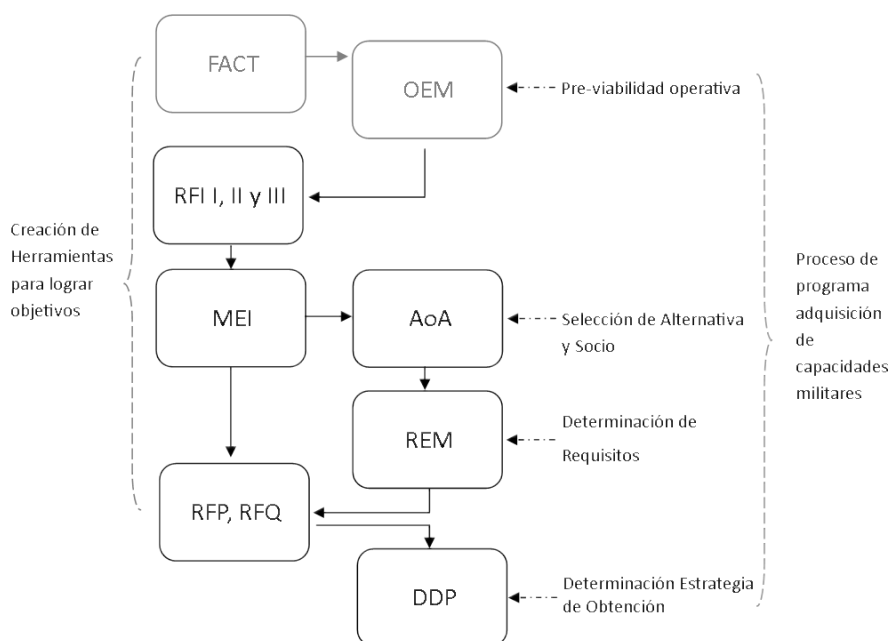 FACT
OEM
Pre-viabilidad operativa
RFI I, II y III
Creación de
Herramientas
para lograr
objetivos
MEI
AoA
Selección de Alternativa
y Socio
Proceso de
programa
adquisición
de
capacidades
militares
REM
Determinación de
Requisitos
RFP, RFQ
DDP
Determinación Estrategia
de Obtención